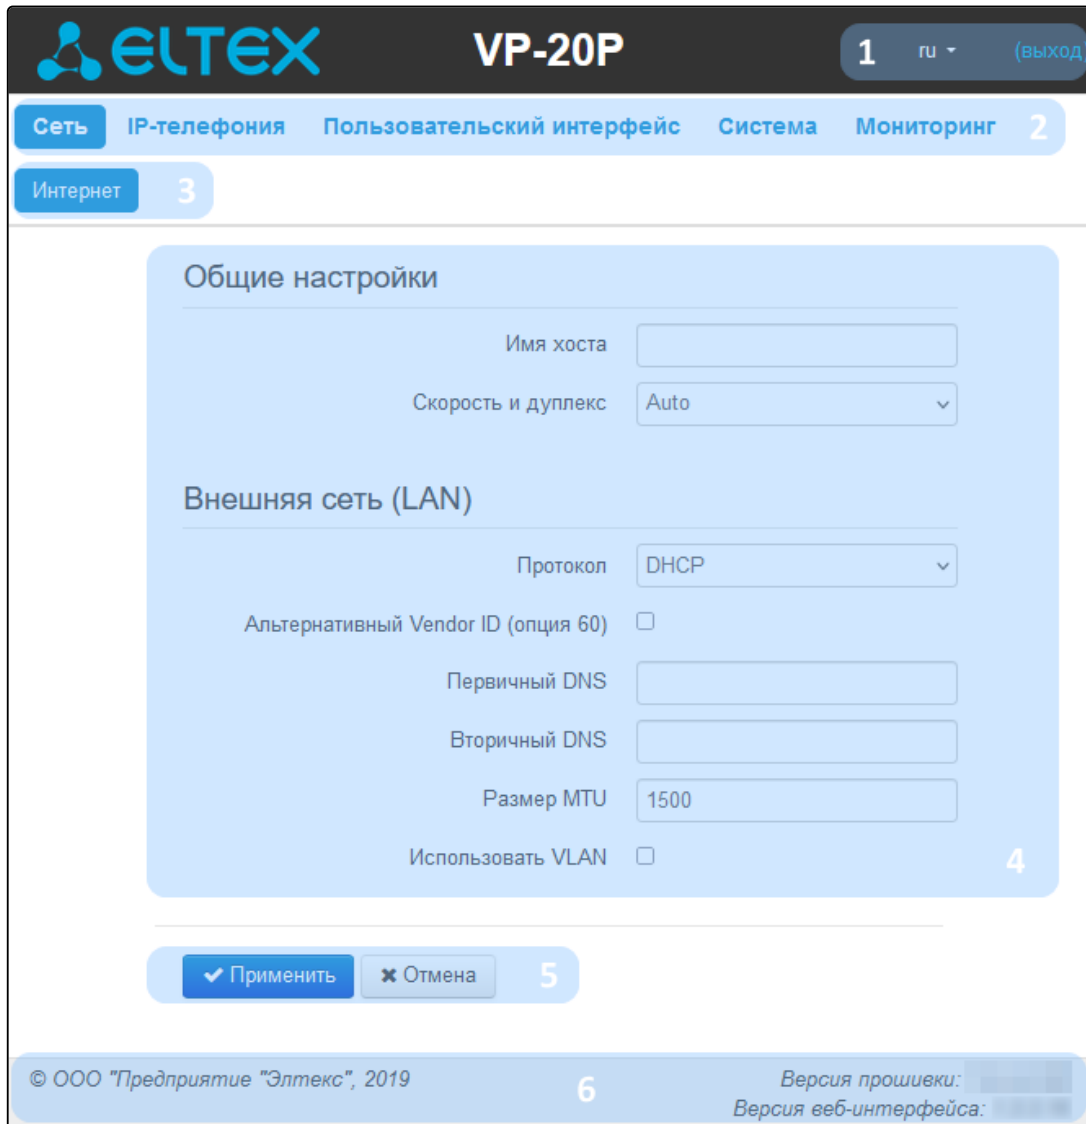 ELTEX VP-20P 1 ru (выход)
Сеть IP-телефония Пользовательский интерфейс Система Мониторинг 2
Интернет 3
Общие настройки
Имя хоста
Скорость и дуплекс Auto
Внешняя сеть (LAN)
Протокол DHCP
Альтернативный Vendor ID (опция 60)
Первичный DNS
Вторичный DNS
Размер MTU 1500
Использовать VLAN
4
Применить Отмена 5
© ООО "Предприятие "Элтекс", 2019 6 Версия прошивки:
Версия веб-интерфейса: